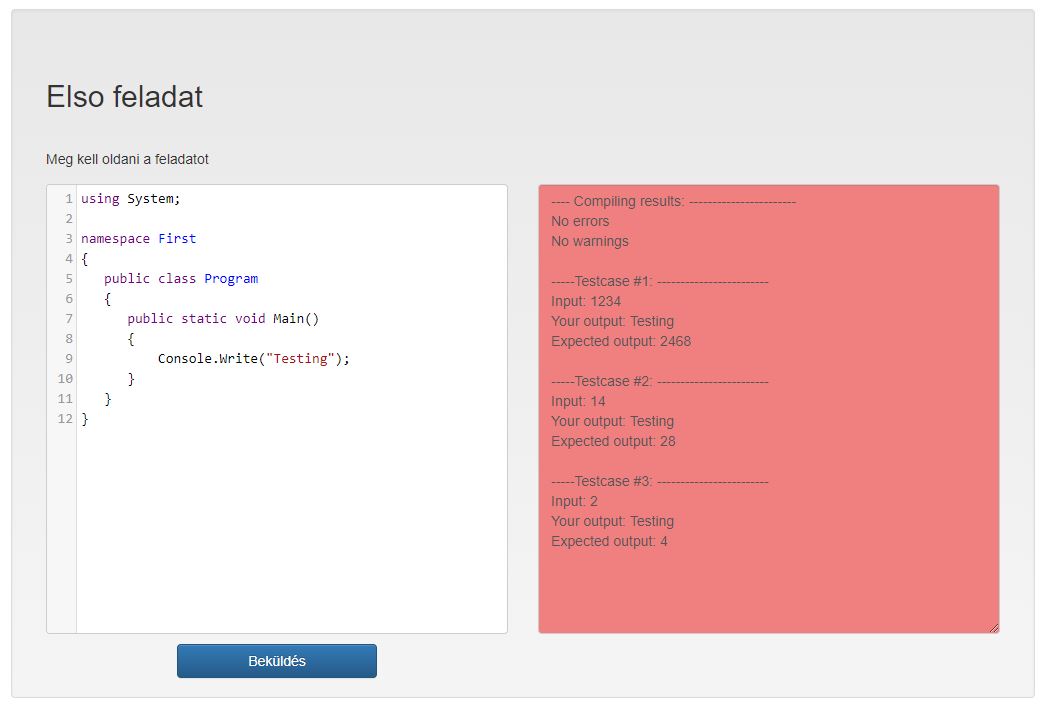 Elso feladat
Meg kell oldani a feladatot
1 using System;
2
3 namespace First
4 {
5 public class Program
6 {
7 public static void Main()
8 {
9 Console.Write("Testing");
10 }
11 }
12 }
---- Compiling results: -----------------------
No errors
No warnings
-----Testcase #1: ------------------------
Input: 1234
Your output: Testing
Expected output: 2468
-----Testcase #2: ------------------------
Input: 14
Your output: Testing
Expected output: 28
-----Testcase #3: ------------------------
Input: 2
Your output: Testing
Expected output: 4
Beküldés